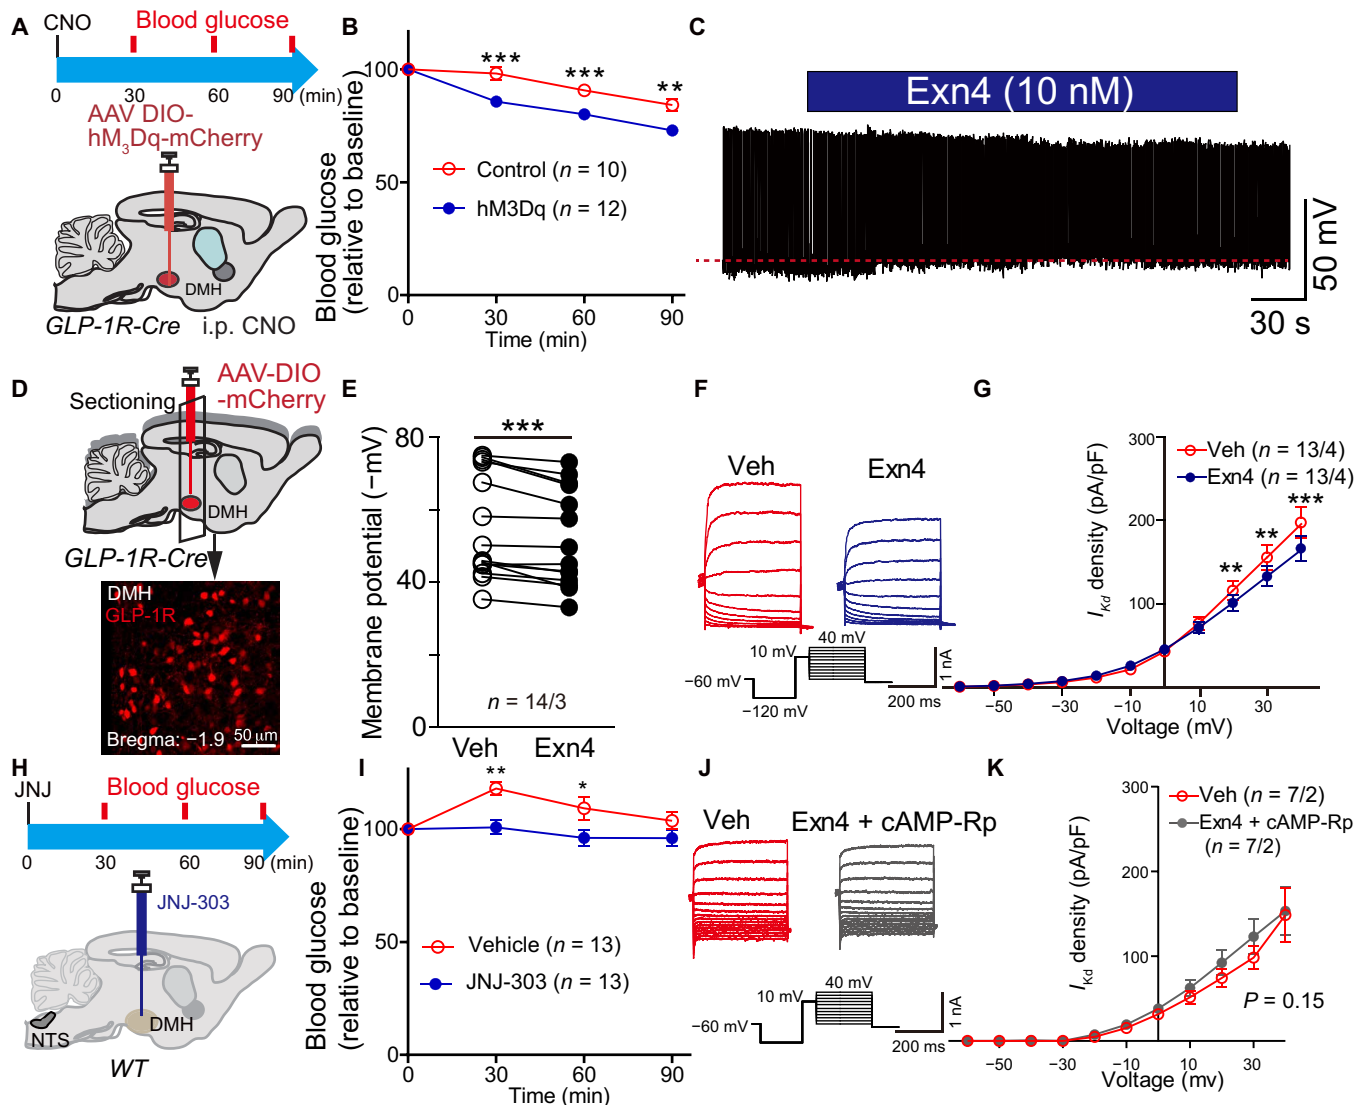 A
CNO
Blood glucose
0
30
60
90 (min)
AAV DIO-
hM3Dq-mCherry
DMH
GLP-1R-Cre
i.p. CNO
B
Blood glucose
(relative to baseline)
100
50
0
***
***
**
Control (n = 10)
hM3Dq (n = 12)
0
30
60
90
Time (min)
C
Exn4 (10 nM)
50 mV
30 s
D
Sectioning
AAV-DIO
-mCherry
DMH
GLP-1R-Cre
DMH
GLP-1R
Bregma: −1.9
50 µm
E
Membrane potential (−mV)
80
40
0
***
n = 14/3
Veh
Exn4
F
Veh
Exn4
40 mV
10 mV
−60 mV
−120 mV
1 nA
200 ms
G
IKd density (pA/pF)
300
200
100
Veh (n = 13/4)
Exn4 (n = 13/4)
**
**
***
−50
−30
−10
10
30
Voltage (mV)
H
JNJ
Blood glucose
0
30
60
90 (min)
JNJ-303
DMH
NTS
WT
I
Blood glucose
(relative to baseline)
100
50
0
**
*
Vehicle (n = 13)
JNJ-303 (n = 13)
0
30
60
90
Time (min)
J
Veh
Exn4 + cAMP-Rp
40 mV
10 mV
−60 mV
1 nA
200 ms
K
IKd density (pA/pF)
300
200
100
Veh (n = 7/2)
Exn4 + cAMP-Rp
(n = 7/2)
P = 0.15
−50
−30
−10
10
30
Voltage (mv)